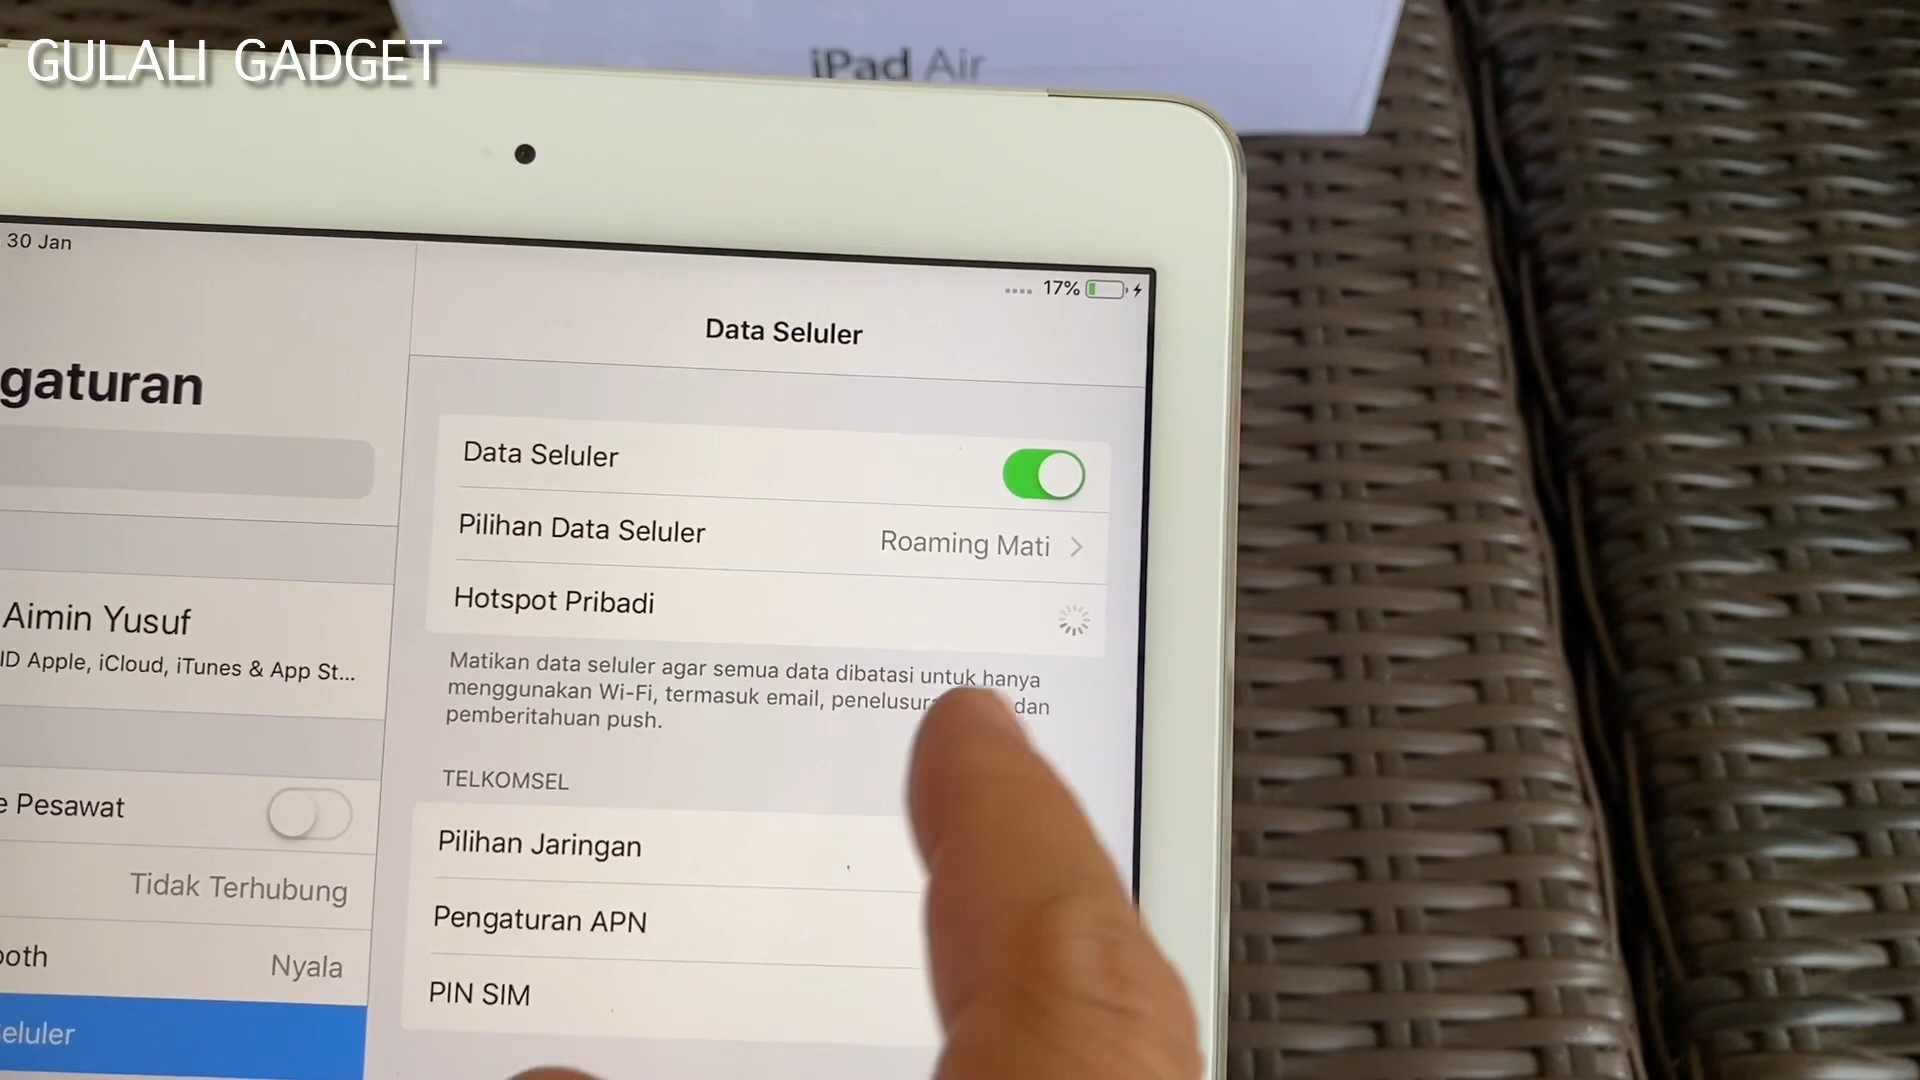 GULALI GADGET
iPad Air
30 Jan
17%
Data Seluler
gaturan
Data Seluler
Pilihan Data Seluler
Roaming Mati
Hotspot Pribadi
Aimin Yusuf
ID Apple, iCloud, iTunes & App St...
Matikan data seluler agar semua data dibatasi untuk hanya
menggunakan Wi-Fi, termasuk email, dan
pemberitahuan push.
TELKOMSEL
e Pesawat
Pilihan Jaringan
Tidak Terhubung
Pengaturan APN
ooth
Nyala
PIN SIM
eluler